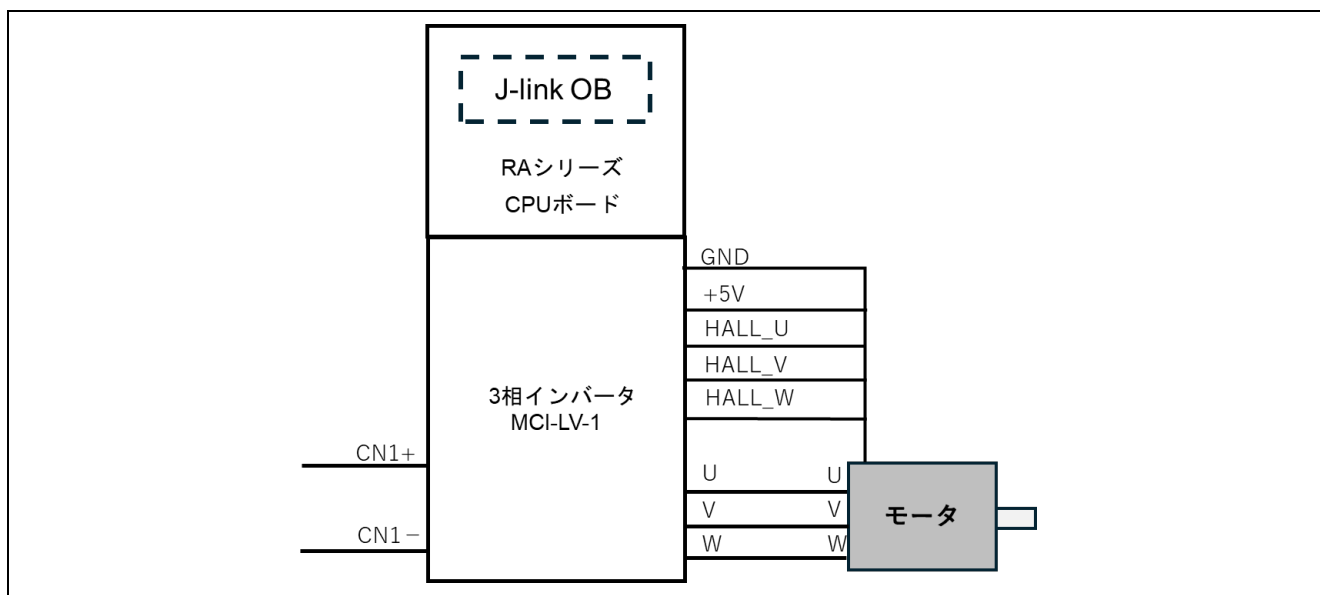 J-link OB
RAシリーズ
CPUボード
GND
+5V
HALL_U
HALL_V
3相インバータ
HALL_W
MCI-LV-1
CN1+
U
U
V
V
モータ
CN1−
W
W